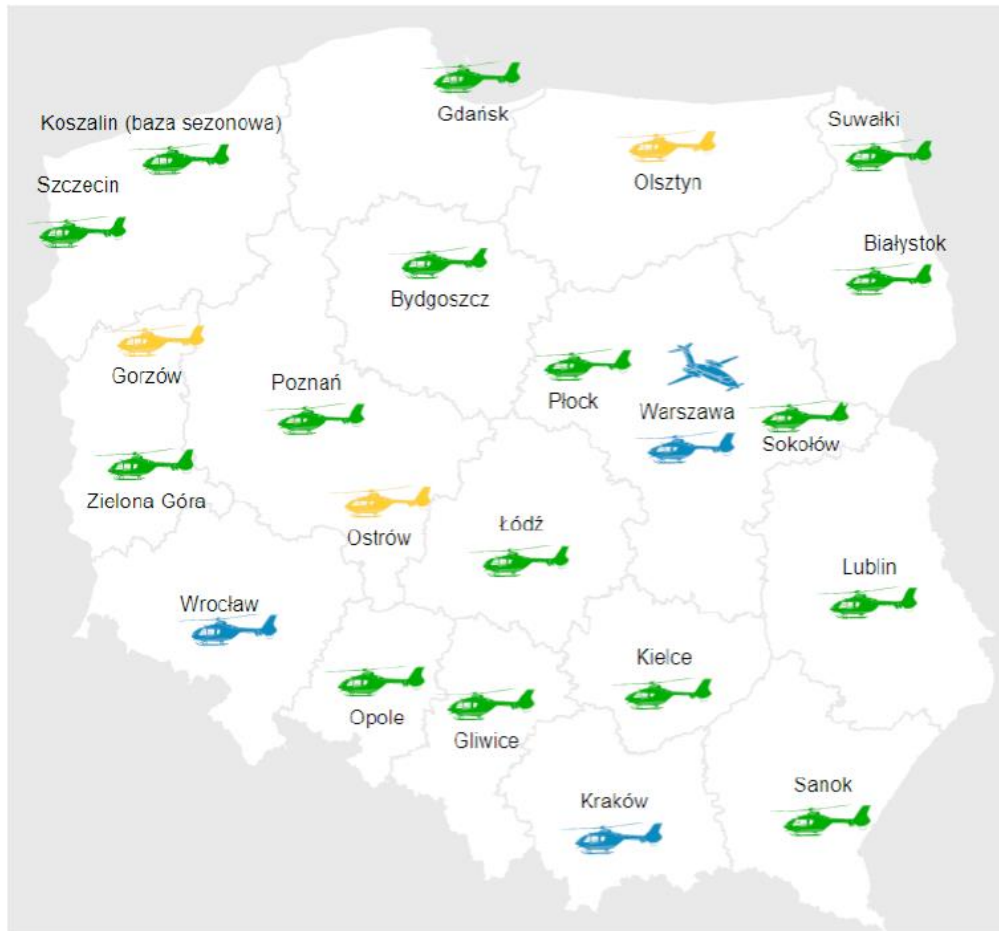 Gdańsk
Koszalin (baza sezonowa)
Suwałki
Szczecin
Olsztyn
Białystok
Bydgoszcz
Gorzów
Poznań
Płock
Warszawa
Sokołów
Zielona Góra
Ostrów
Łódź
Lublin
Wrocław
Kielce
Opole
Gliwice
Sanok
Kraków